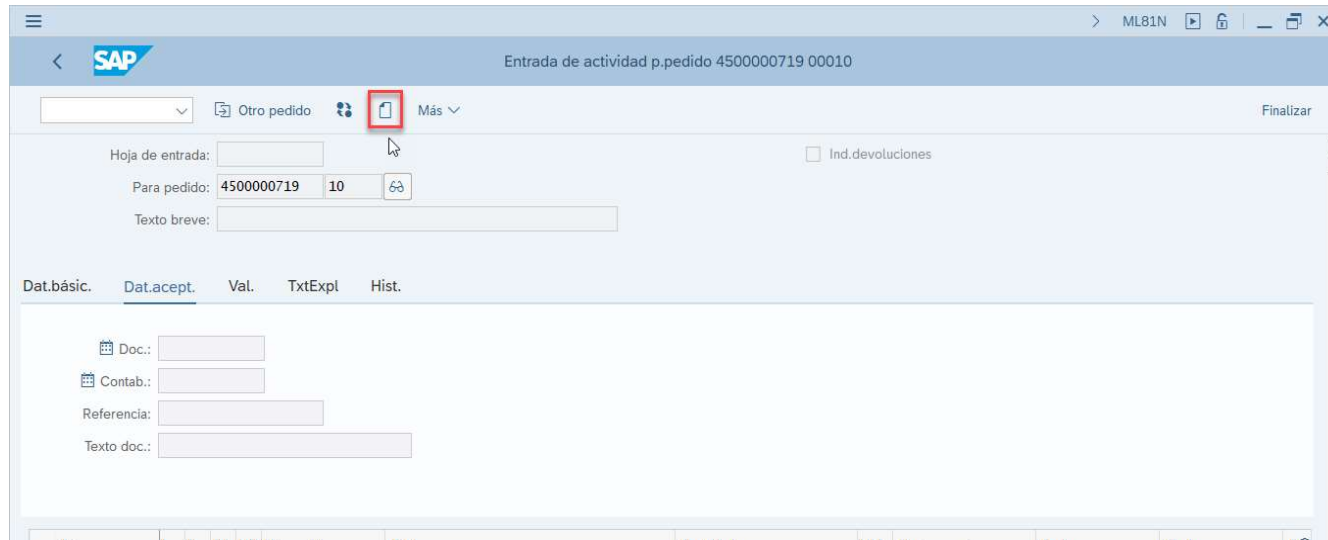 ML81N
SAP
Entrada de actividad p.pedido 4500000719 00010
Otro pedido Más Finalizar
Hoja de entrada: Ind.devoluciones
Para pedido: 4500000719 10
Texto breve:
Dat.básic. Dat.acept. Val. TxtExpl Hist.
Doc.:
Contab.:
Referencia:
Texto doc.: